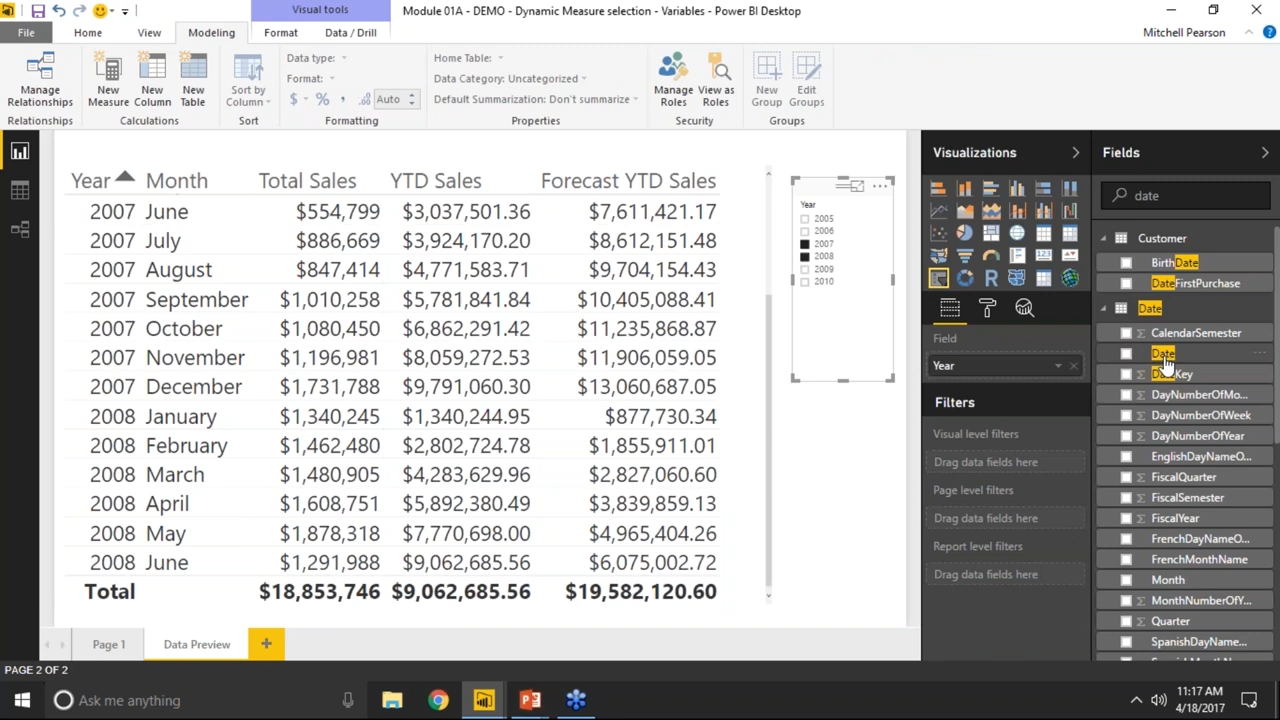 Visual tools
Module 01A - DEMO - Dynamic Measure selection - Variables - Power BI Desktop
File Home View Modeling Format Data / Drill
Mitchell Pearson
Manage Relationships
Relationships
New Measure
New Column
New Table
Calculations
Sort by Column
Sort
Data type:
Format:
$ % , Auto
Formatting
Home Table:
Data Category: Uncategorized
Default Summarization: Don't summarize
Properties
Manage Roles
View as Roles
Security
New Group
Edit Groups
Groups
Year Month Total Sales YTD Sales Forecast YTD Sales
2007 June $554,799 $3,037,501.36 $7,611,421.17
2007 July $886,669 $3,924,170.20 $8,612,151.48
2007 August $847,414 $4,771,583.71 $9,704,154.43
2007 September $1,010,258 $5,781,841.84 $10,405,088.41
2007 October $1,080,450 $6,862,291.42 $11,235,868.87
2007 November $1,196,981 $8,059,272.53 $11,906,059.05
2007 December $1,731,788 $9,791,060.30 $13,060,687.05
2008 January $1,340,245 $1,340,244.95 $877,730.34
2008 February $1,462,480 $2,802,724.78 $1,855,911.01
2008 March $1,480,905 $4,283,629.96 $2,827,060.60
2008 April $1,608,751 $5,892,380.49 $3,839,859.13
2008 May $1,878,318 $7,770,698.00 $4,965,404.26
2008 June $1,291,988 $9,062,685.56 $6,075,002.72
Total $18,853,746 $9,062,685.56 $19,582,120.60
Year
2005
2006
2007
2008
2009
2010
Visualizations
R
Field
Year
Filters
Visual level filters
Drag data fields here
Page level filters
Drag data fields here
Report level filters
Drag data fields here
Fields
date
Customer
BirthDate
DateFirstPurchase
Date
CalendarSemester
Date
DayNumberOfMo...
DayNumberOfWeek
DayNumberOfYear
EnglishDayNameO...
FiscalQuarter
FiscalSemester
FiscalYear
FrenchDayNameO...
FrenchMonthName
Month
MonthNumberOfY...
Quarter
SpanishDayName...
Page 1 Data Preview +
PAGE 2 OF 2
Ask me anything
11:17 AM
4/18/2017